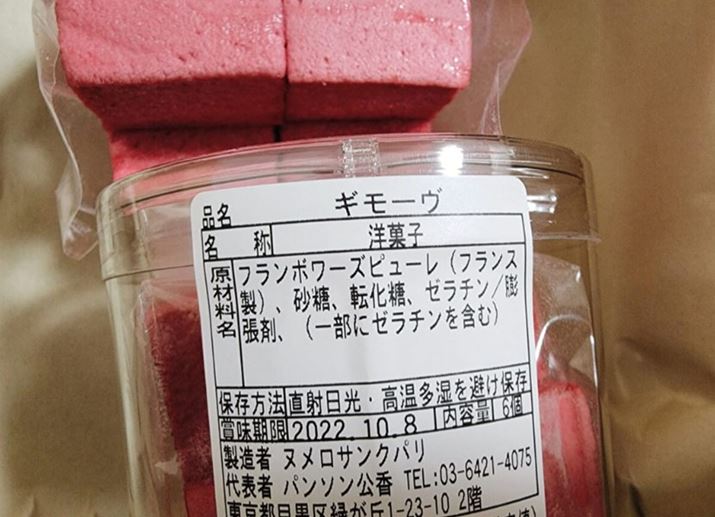 品名 ギモーヴ
名 称 洋菓子
原材料名 フランボワーズピューレ（フランス
製）、砂糖、転化糖、ゼラチン／膨
張剤、（一部にゼラチンを含む）
保存方法 直射日光・高温多湿を避け保存
賞味期限 2022.10.8 内容量 6個
製造者 ヌメロサンクパリ
代表者 パンソン公香 TEL:03-6421-4075
東京都目黒区緑が丘1-23-10 2階